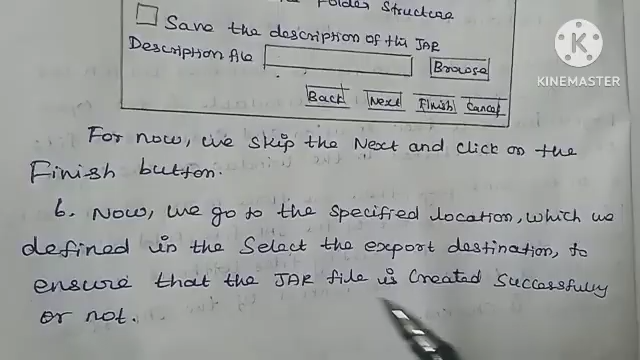 Folder Structure
Save the description of the JAR
Description file
Browse
Back Next Finish Cancel
For now, we skip the Next and click on the
Finish button.
6. Now, we go to the specified location, which we
defined in the Select the export destination, to
ensure that the JAR file is created successfully
or not.
KINEMASTER